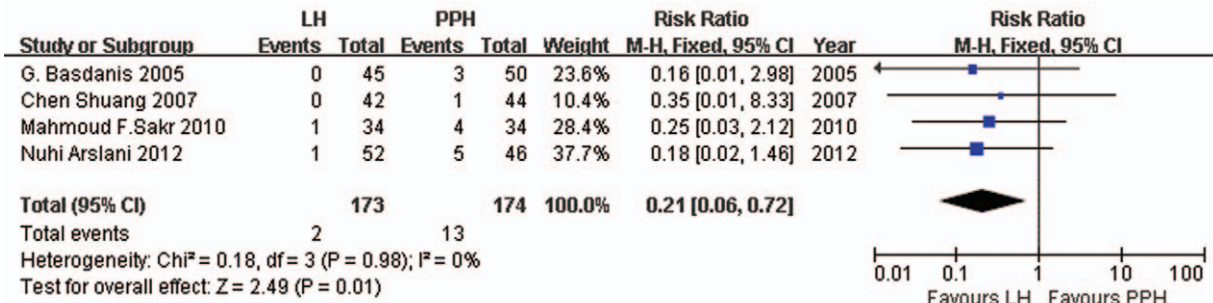 LH PPH Risk Ratio Risk Ratio
Study or Subgroup Events Total Events Total Weight M-H, Fixed, 95% CI Year M-H, Fixed, 95% CI
G. Basdanis 2005 0 45 3 50 23.6% 0.16 [0.01, 2.98] 2005
Chen Shuang 2007 0 42 1 44 10.4% 0.35 [0.01, 8.33] 2007
Mahmoud F.Sakr 2010 1 34 4 34 28.4% 0.25 [0.03, 2.12] 2010
Nuhi Arslani 2012 1 52 5 46 37.7% 0.18 [0.02, 1.46] 2012
Total (95% CI) 173 174 100.0% 0.21 [0.06, 0.72]
Total events 2 13
Heterogeneity: Chi² = 0.18, df = 3 (P = 0.98); I² = 0%
Test for overall effect: Z = 2.49 (P = 0.01)
0.01 0.1 1 10 100
Favours LH Favours PPH